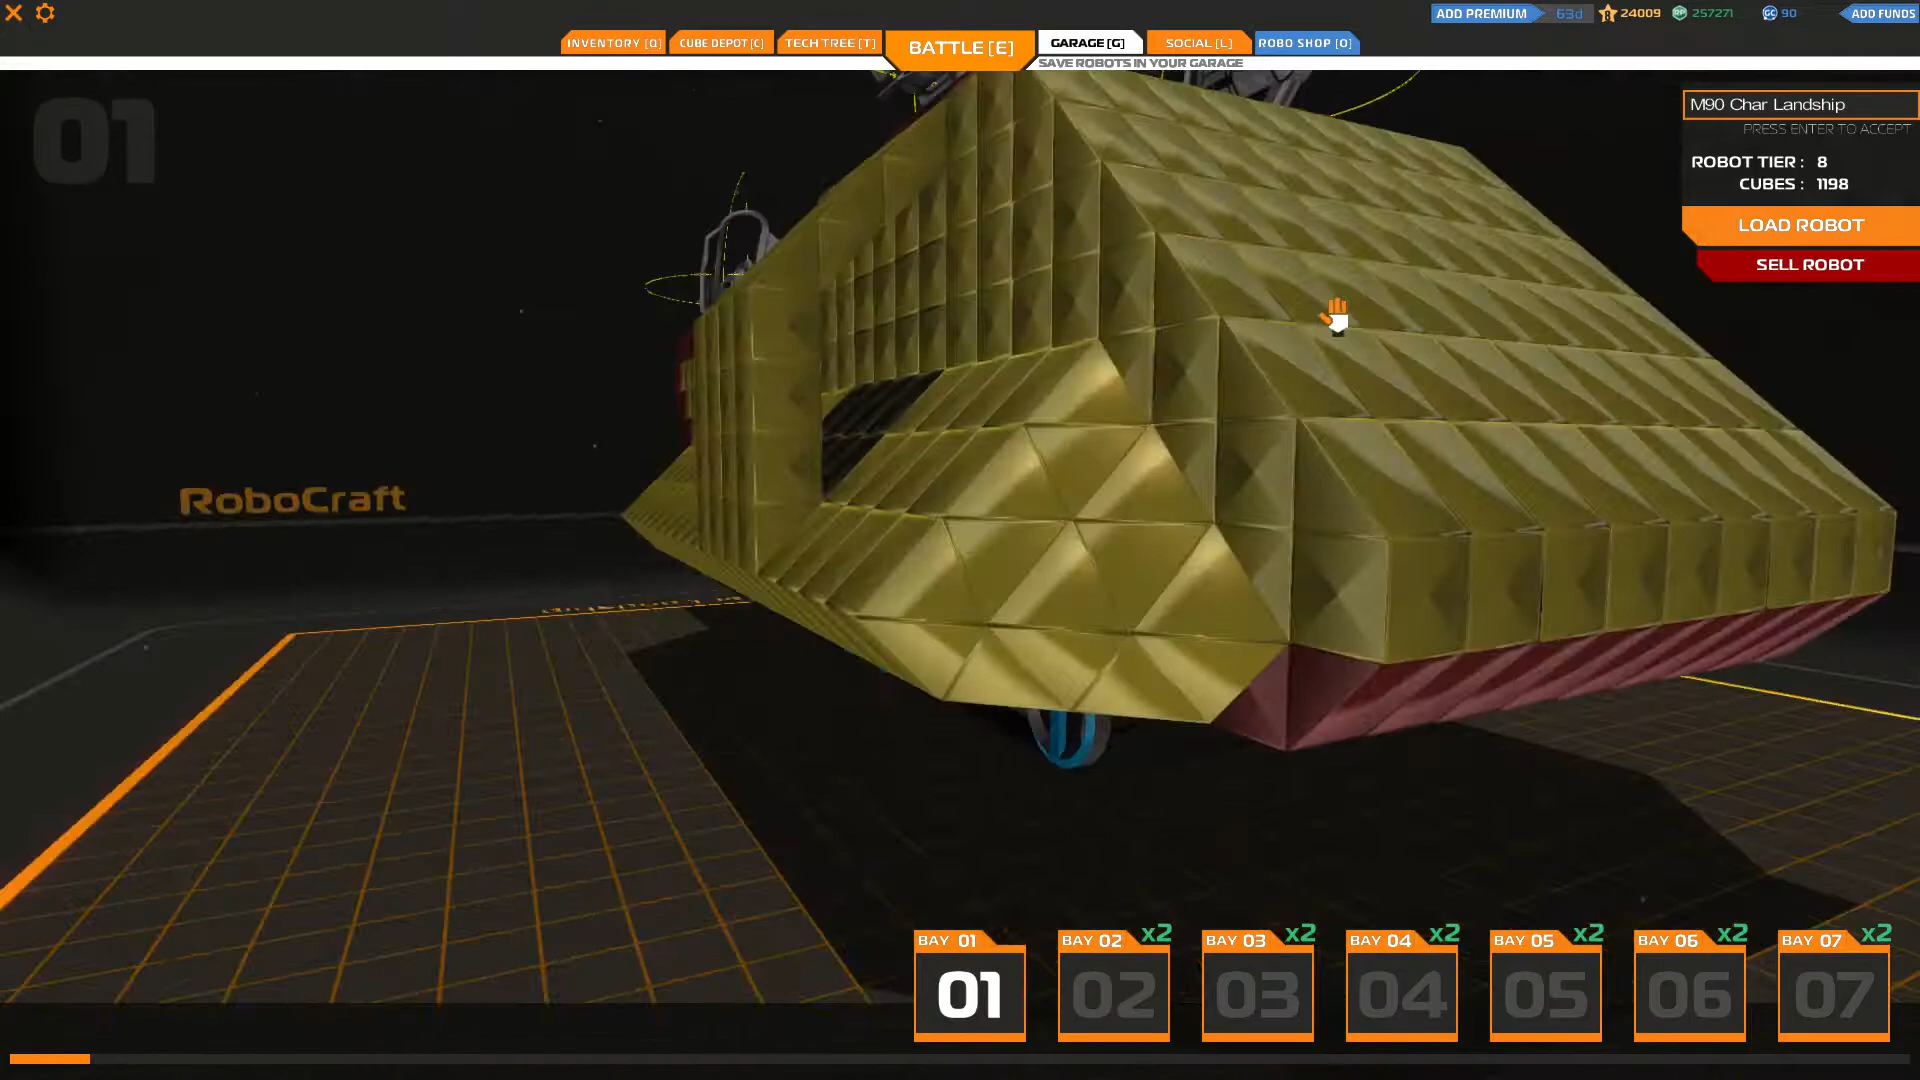 ADD PREMIUM 63d 24009 257271 90 ADD FUNDS
INVENTORY [Q] CUBE DEPOT [C] TECH TREE [T] BATTLE [E] GARAGE [G] SOCIAL [L] ROBO SHOP [O]
SAVE ROBOTS IN YOUR GARAGE
01
M90 Char Landship
PRESS ENTER TO ACCEPT
ROBOT TIER : 8
CUBES : 1198
LOAD ROBOT
SELL ROBOT
RoboCraft
BAY 01 BAY 02 x2 BAY 03 x2 BAY 04 x2 BAY 05 x2 BAY 06 x2 BAY 07 x2
01 02 03 04 05 06 07